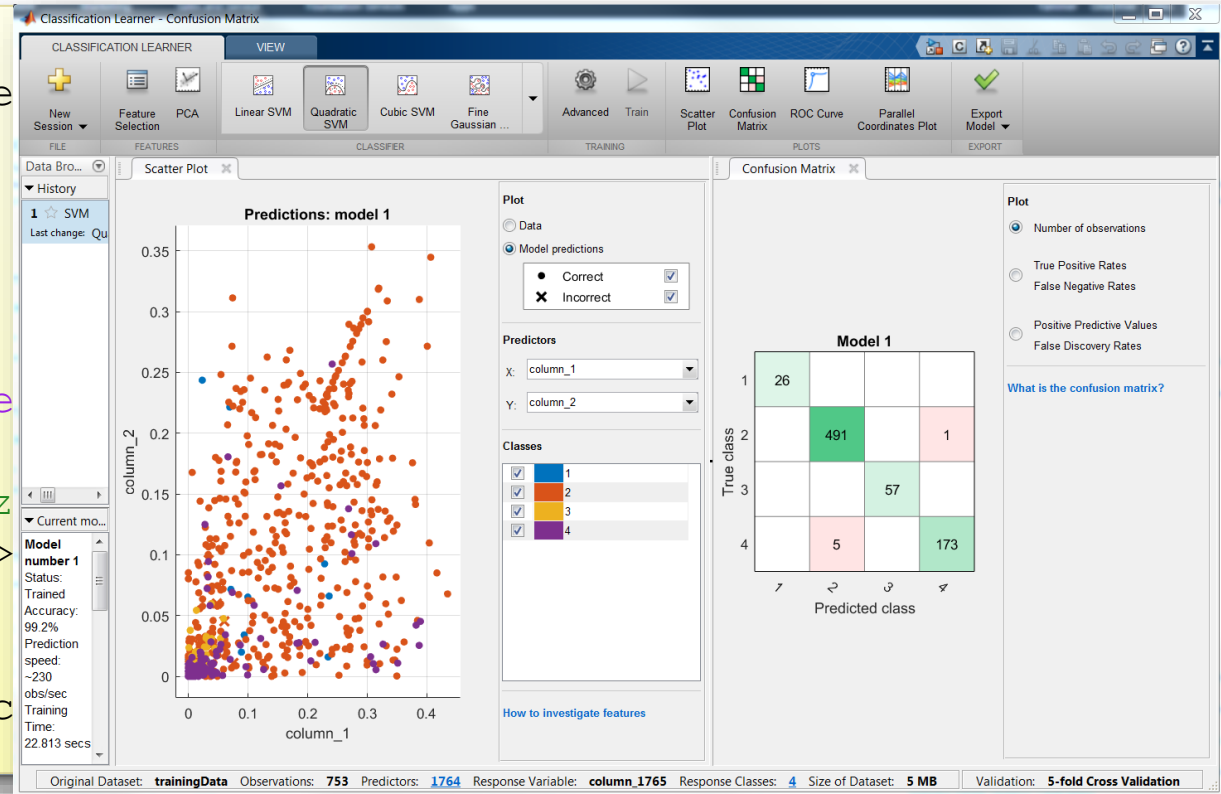 Classification Learner - Confusion Matrix
CLASSIFICATION LEARNER
VIEW
New
Session
Feature
Selection
PCA
Linear SVM
Quadratic
SVM
Cubic SVM
Fine
Gaussian ...
Advanced
Train
Scatter
Plot
Confusion
Matrix
ROC Curve
Parallel
Coordinates Plot
Export
Model
FILE
FEATURES
CLASSIFIER
TRAINING
PLOTS
EXPORT
Data Bro...
History
1 SVM
Last change: Qu
Current mo...
Model
number 1
Status:
Trained
Accuracy:
99.2%
Prediction
speed:
~230
obs/sec
Training
Time:
22.813 secs
Scatter Plot
Predictions: model 1
0.35
0.3
0.25
0.2
0.15
0.1
0.05
0
column_2
0 0.1 0.2 0.3 0.4
column_1
Plot
Data
Model predictions
Correct
Incorrect
Predictors
X: column_1
Y: column_2
Classes
1
2
3
4
How to investigate features
Confusion Matrix
Model 1
1 26
2 491 1
3 57
4 5 173
True class
1 2 3 4
Predicted class
Plot
Number of observations
True Positive Rates
False Negative Rates
Positive Predictive Values
False Discovery Rates
What is the confusion matrix?
Original Dataset: trainingData Observations: 753 Predictors: 1764 Response Variable: column_1765 Response Classes: 4 Size of Dataset: 5 MB Validation: 5-fold Cross Validation
e
e
z
>
c